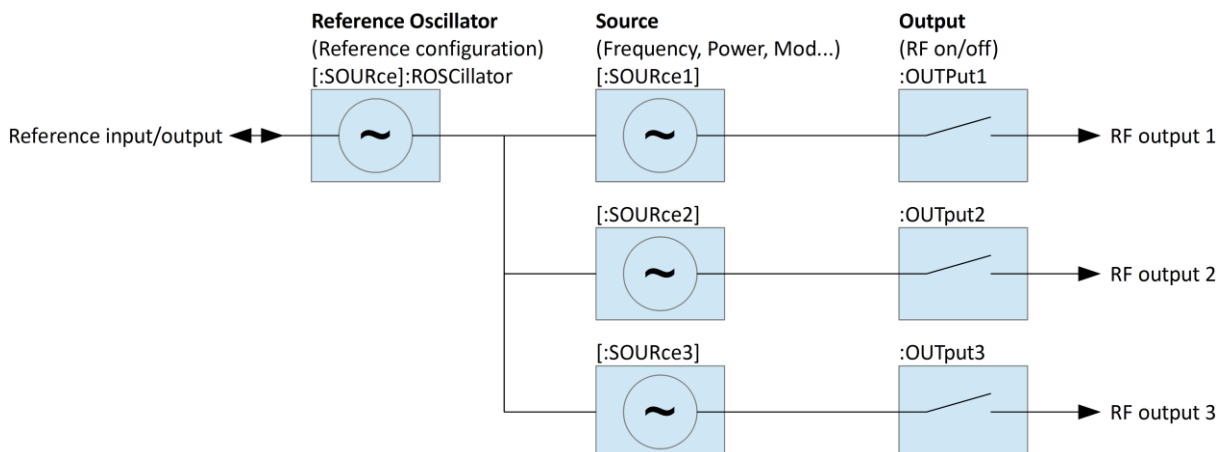 Reference Oscillator
(Reference configuration)
[:SOURce]:ROSCillator
Source
(Frequency, Power, Mod...)
[:SOURce1]
Output
(RF on/off)
:OUTPut1
Reference input/output
~
~
RF output 1
[:SOURce2]
:OUTput2
~
RF output 2
[:SOURce3]
:OUTput3
~
RF output 3